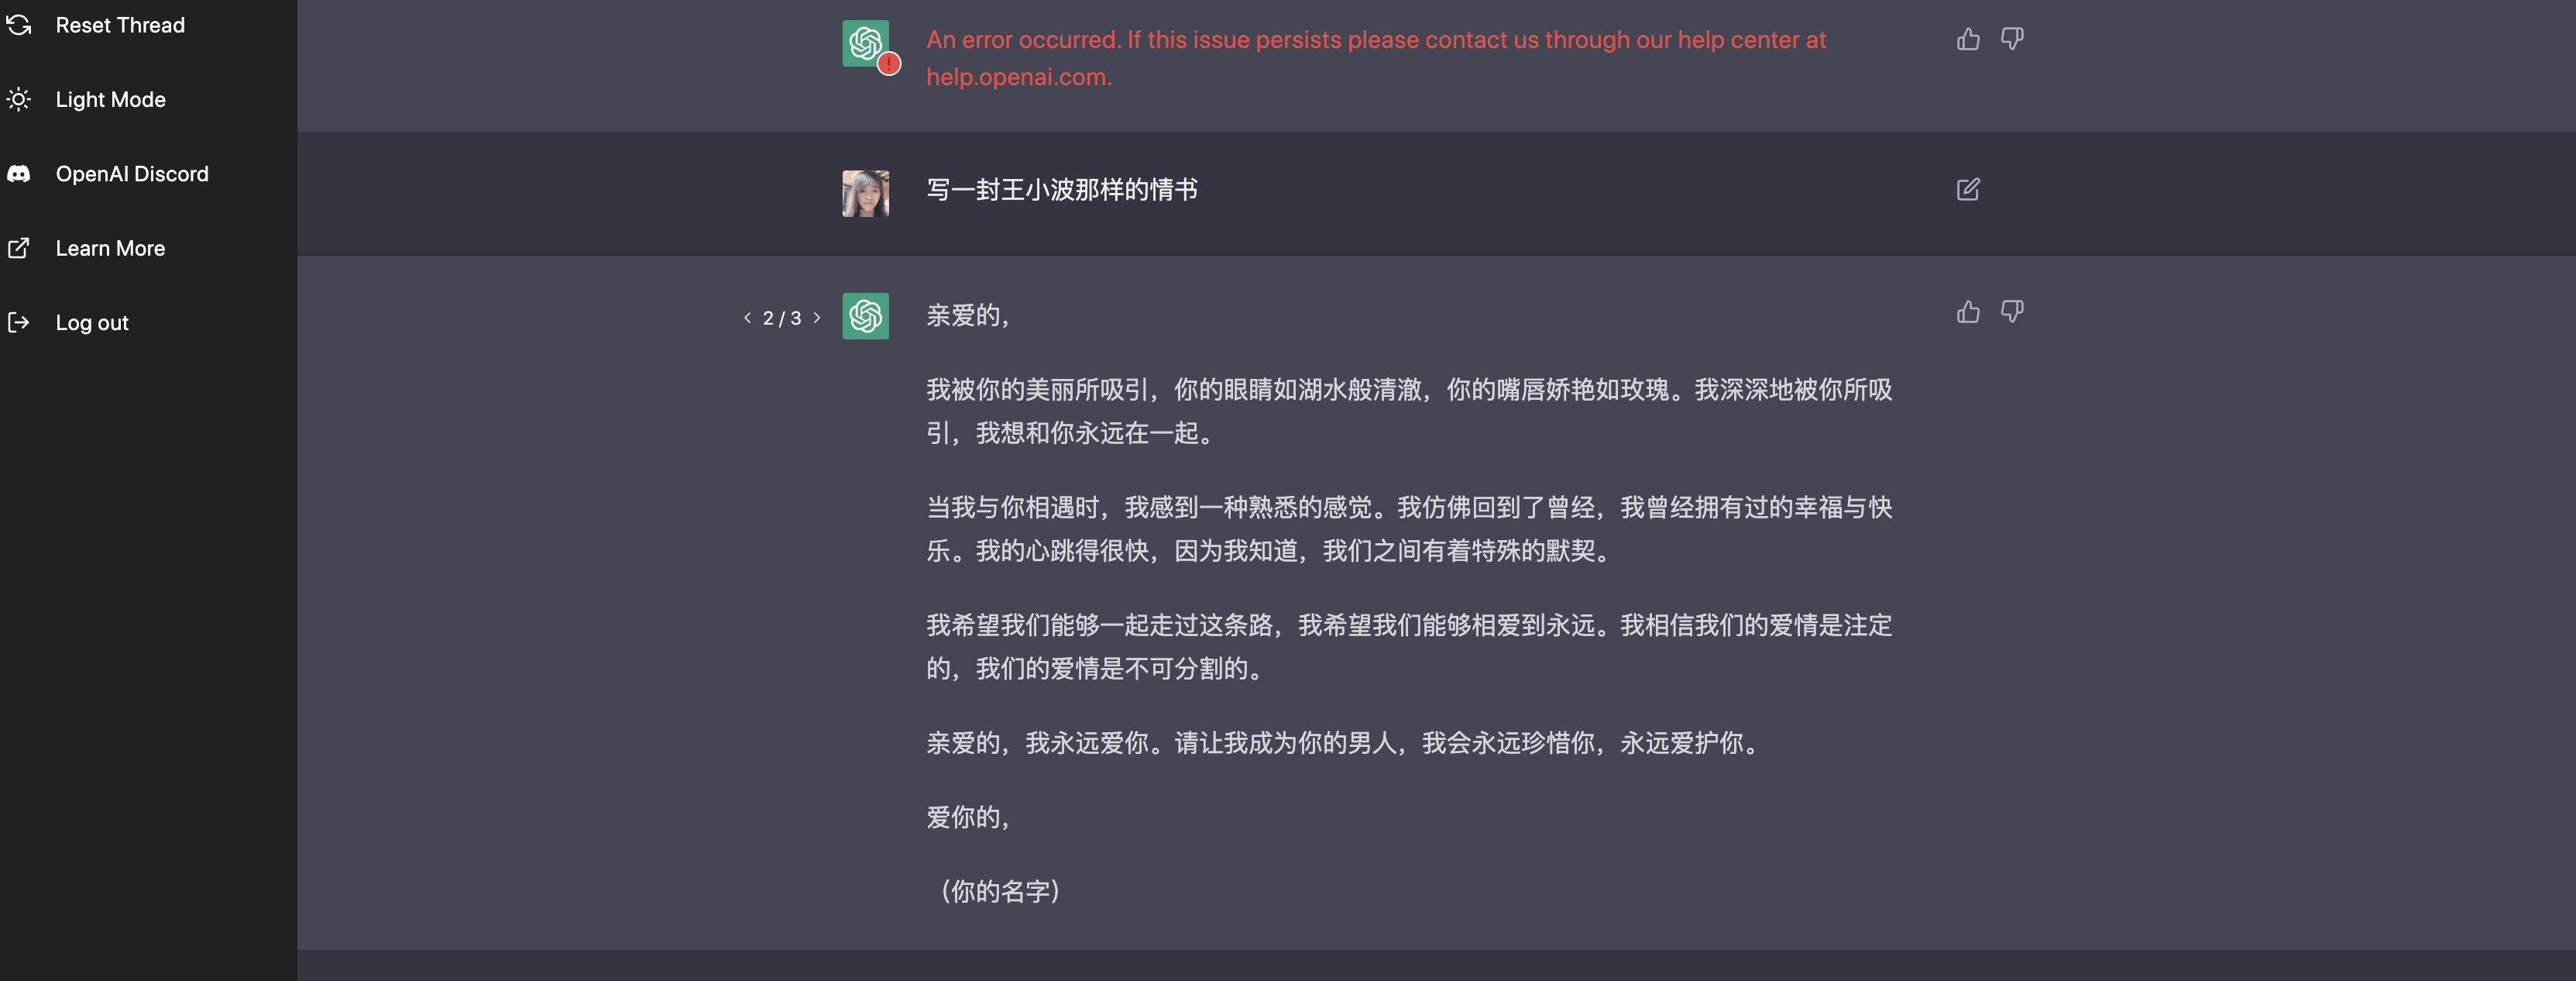 Reset Thread
Light Mode
OpenAI Discord
Learn More
Log out
An error occurred. If this issue persists please contact us through our help center at
help.openai.com.
写一封王小波那样的情书
2 / 3
亲爱的，
我被你的美丽所吸引，你的眼睛如湖水般清澈，你的嘴唇娇艳如玫瑰。我深深地被你所吸
引，我想和你永远在一起。
当我与你相遇时，我感到一种熟悉的感觉。我仿佛回到了曾经，我曾经拥有过的幸福与快
乐。我的心跳得很快，因为我知道，我们之间有着特殊的默契。
我希望我们能够一起走过这条路，我希望我们能够相爱到永远。我相信我们的爱情是注定
的，我们的爱情是不可分割的。
亲爱的，我永远爱你。请让我成为你的男人，我会永远珍惜你，永远爱护你。
爱你的，
（你的名字）